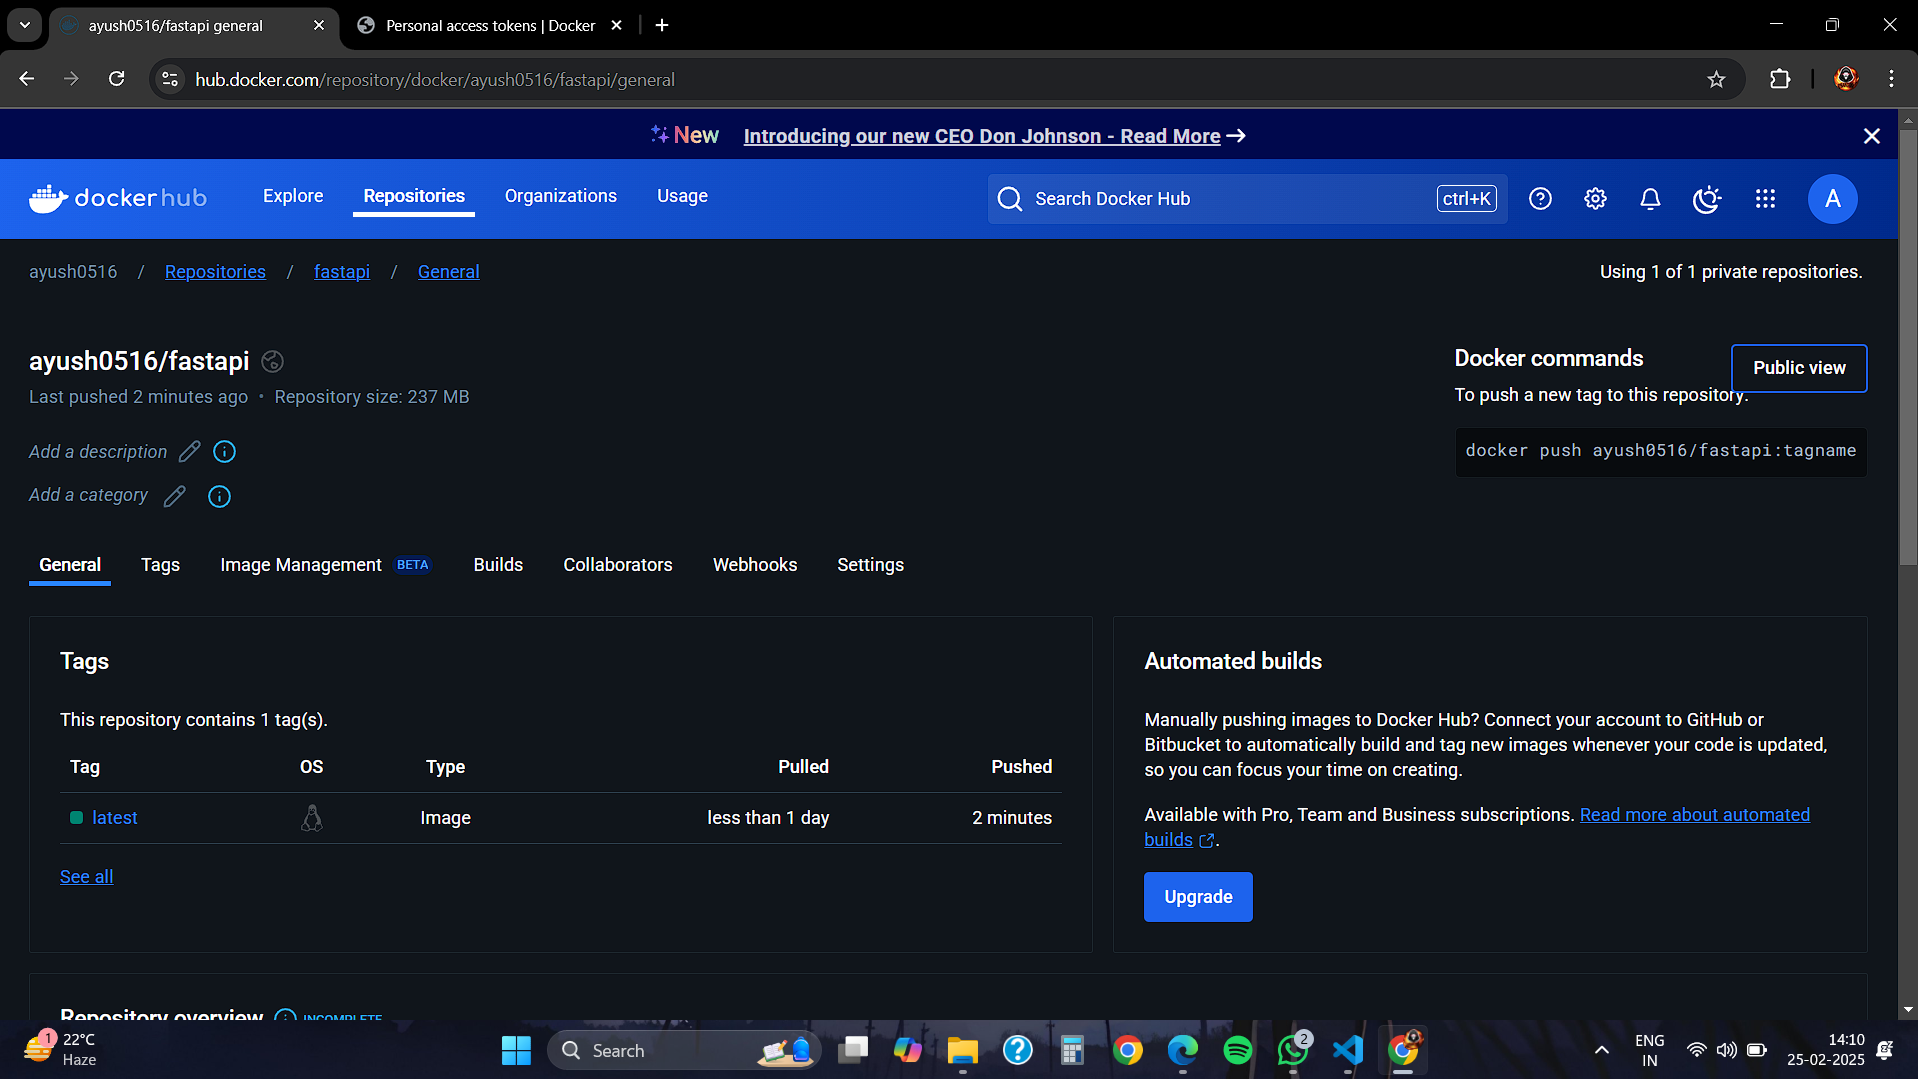 ayush0516/fastapi general
Personal access tokens | Docker
hub.docker.com/repository/docker/ayush0516/fastapi/general
New Introducing our new CEO Don Johnson - Read More →
dockerhub
Explore Repositories Organizations Usage
Search Docker Hub ctrl+K
A
ayush0516 / Repositories / fastapi / General
Using 1 of 1 private repositories.
ayush0516/fastapi
Last pushed 2 minutes ago • Repository size: 237 MB
Add a description
Add a category
Docker commands
Public view
To push a new tag to this repository:
docker push ayush0516/fastapi:tagname
General Tags Image Management BETA Builds Collaborators Webhooks Settings
Tags
This repository contains 1 tag(s).
Tag OS Type Pulled Pushed
latest Image less than 1 day 2 minutes
See all
Automated builds
Manually pushing images to Docker Hub? Connect your account to GitHub or
Bitbucket to automatically build and tag new images whenever your code is updated,
so you can focus your time on creating.
Available with Pro, Team and Business subscriptions. Read more about automated
builds.
Upgrade
Repository overview INCOMPLETE
1
22°C
Haze
Search
2
ENG
IN
14:10
25-02-2025